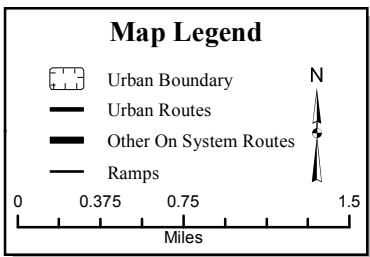 Map Legend
Urban Boundary
N
Urban Routes
Other On System Routes
Ramps
0 0.375 0.75 1.5
Miles